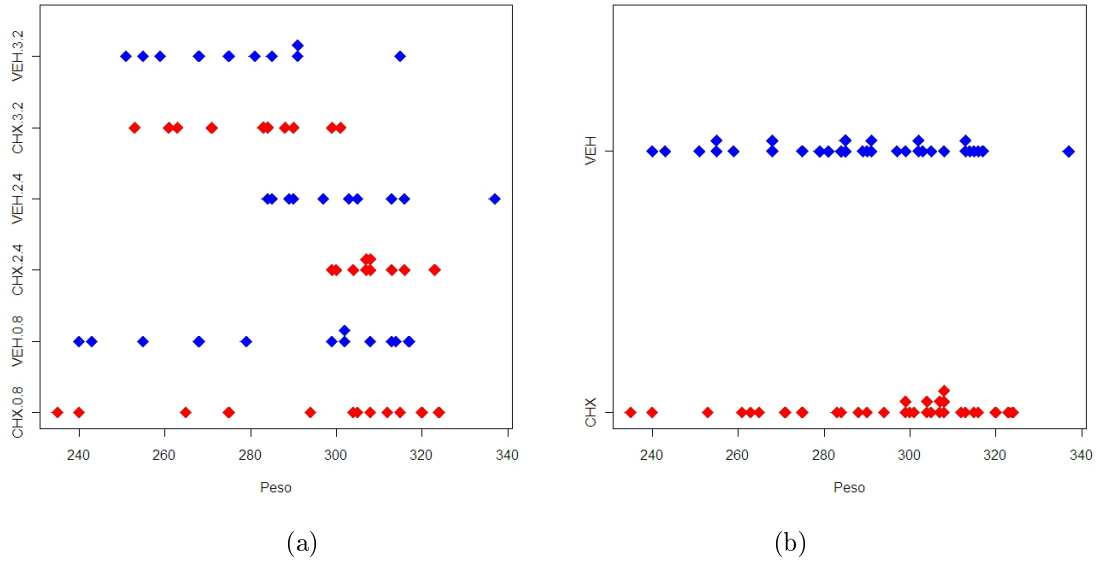 VEH.3.2
CHX.3.2
VEH.2.4
CHX.2.4
VEH.0.8
CHX.0.8
240 260 280 300 320 340
Peso
(a)
VEH
CHX
240 260 280 300 320 340
Peso
(b)